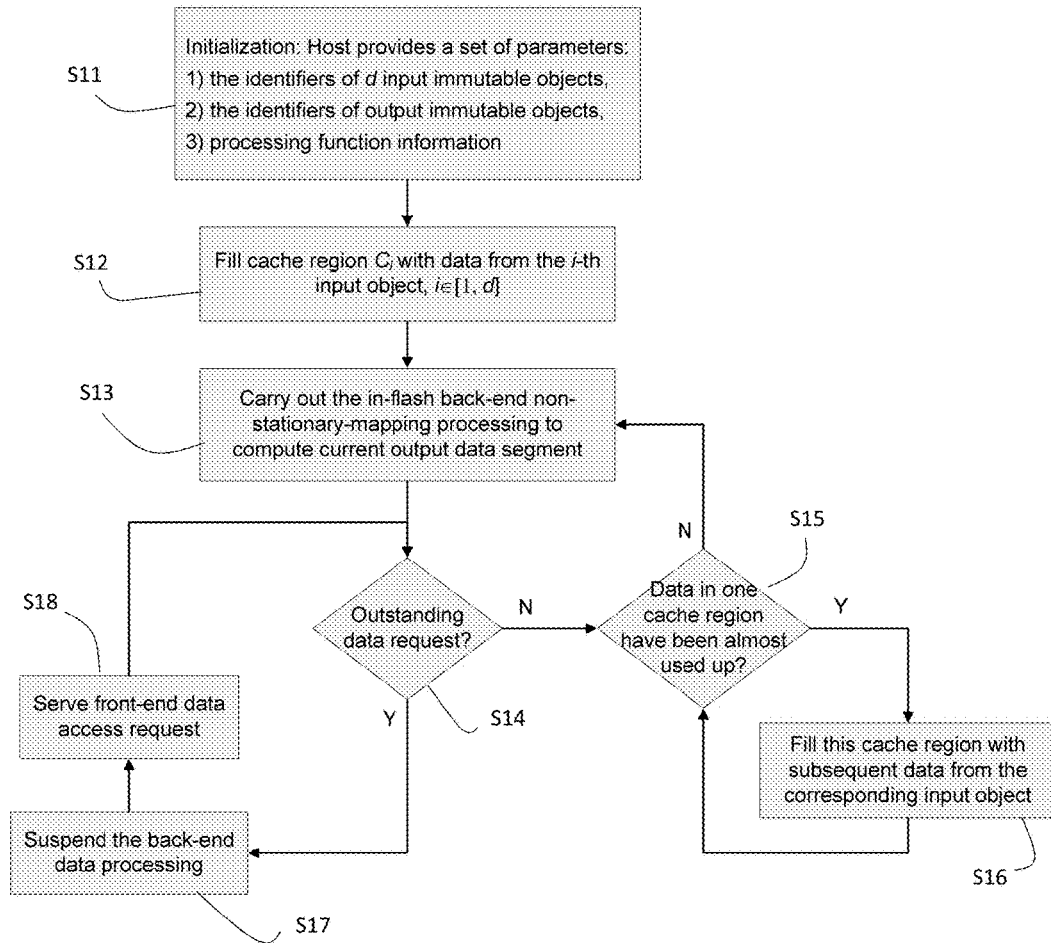 S11
Initialization: Host provides a set of parameters:
1) the identifiers of d input immutable objects,
2) the identifiers of output immutable objects,
3) processing function information
S12
Fill cache region Ci with data from the i-th
input object, i∈[1, d]
S13
Carry out the in-flash back-end non-
stationary-mapping processing to
compute current output data segment
S14
Outstanding
data request?
N
Y
S15
Data in one
cache region
have been almost
used up?
N
Y
S18
Serve front-end data
access request
Fill this cache region with
subsequent data from the
corresponding input object
S16
Suspend the back-end
data processing
S17